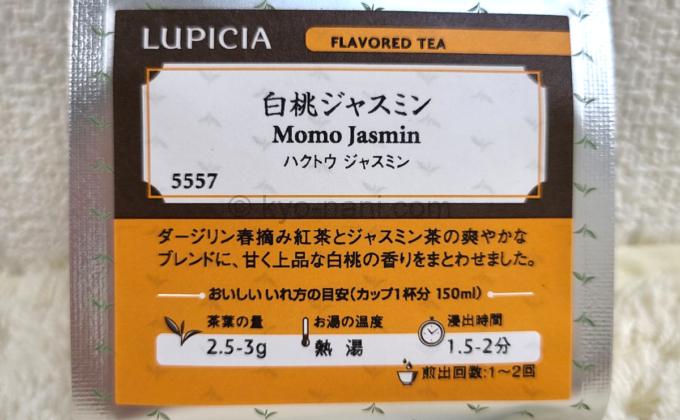 LUPICIA
FLAVORED TEA
白桃ジャスミン
Momo Jasmin
ハクトウ ジャスミン
5557
© kyo-nani.com
ダージリン春摘み紅茶とジャスミン茶の爽やかな
ブレンドに、甘く上品な白桃の香りをまとわせました。
おいしい いれ方の目安(カップ1杯分 150ml)
茶葉の量 お湯の温度 浸出時間
2.5-3g 熱湯 1.5-2分
煎出回数:1〜2回